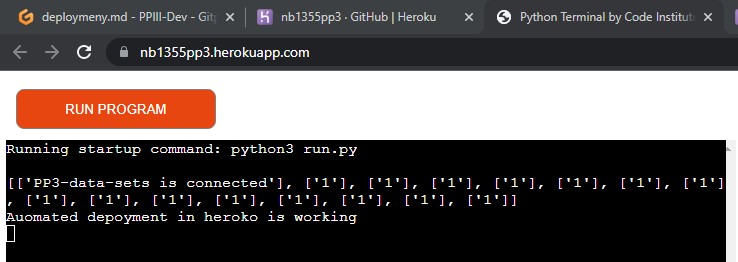 deploymeny.md - PPIII-Dev - Gitp
nb1355pp3 · GitHub | Heroku
Python Terminal by Code Institut
nb1355pp3.herokuapp.com
RUN PROGRAM
Running startup command: python3 run.py
[['PP3-data-sets is connected'], ['1'], ['1'], ['1'], ['1'], ['1'], ['1'], ['1']
, ['1'], ['1'], ['1'], ['1'], ['1'], ['1'], ['1'], ['1']]
Auomated depoyment in heroko is working